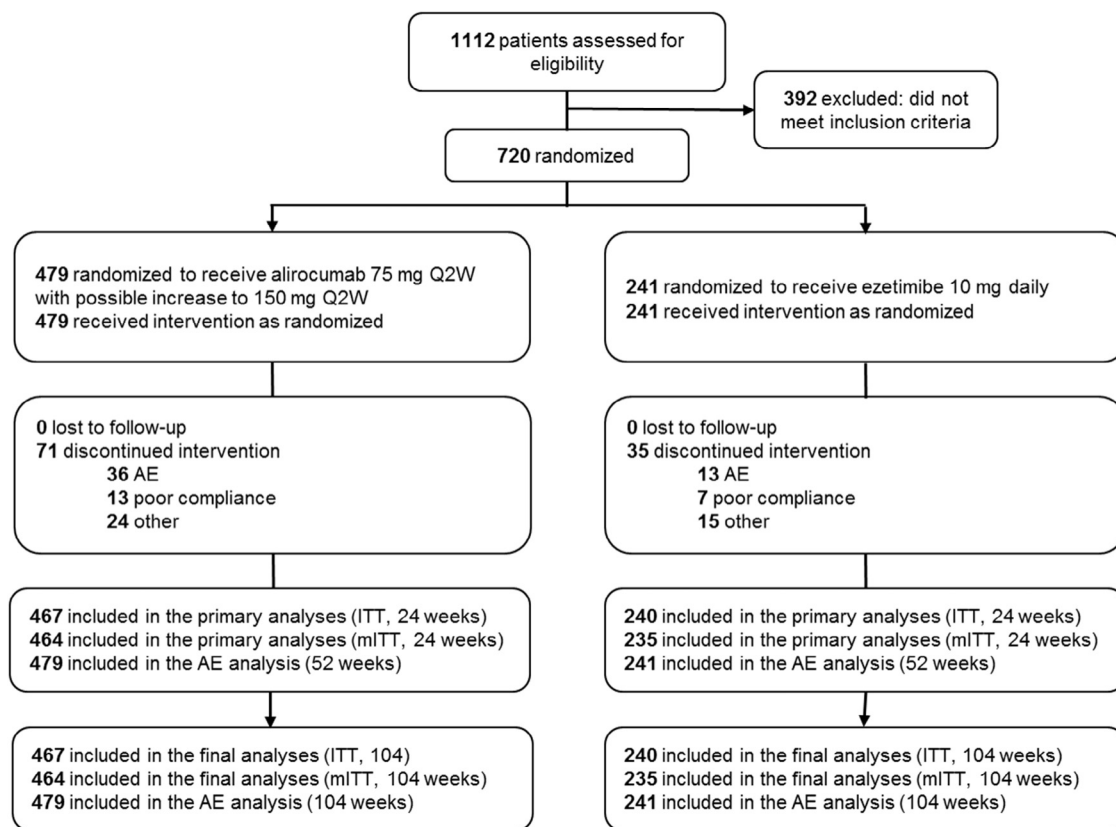 1112 patients assessed for
eligibility
392 excluded: did not
meet inclusion criteria
720 randomized
479 randomized to receive alirocumab 75 mg Q2W
with possible increase to 150 mg Q2W
479 received intervention as randomized
241 randomized to receive ezetimibe 10 mg daily
241 received intervention as randomized
0 lost to follow-up
71 discontinued intervention
36 AE
13 poor compliance
24 other
0 lost to follow-up
35 discontinued intervention
13 AE
7 poor compliance
15 other
467 included in the primary analyses (ITT, 24 weeks)
464 included in the primary analyses (mITT, 24 weeks)
479 included in the AE analysis (52 weeks)
240 included in the primary analyses (ITT, 24 weeks)
235 included in the primary analyses (mITT, 24 weeks)
241 included in the AE analysis (52 weeks)
467 included in the final analyses (ITT, 104)
464 included in the final analyses (mITT, 104 weeks)
479 included in the AE analysis (104 weeks)
240 included in the final analyses (ITT, 104 weeks)
235 included in the final analyses (mITT, 104 weeks)
241 included in the AE analysis (104 weeks)